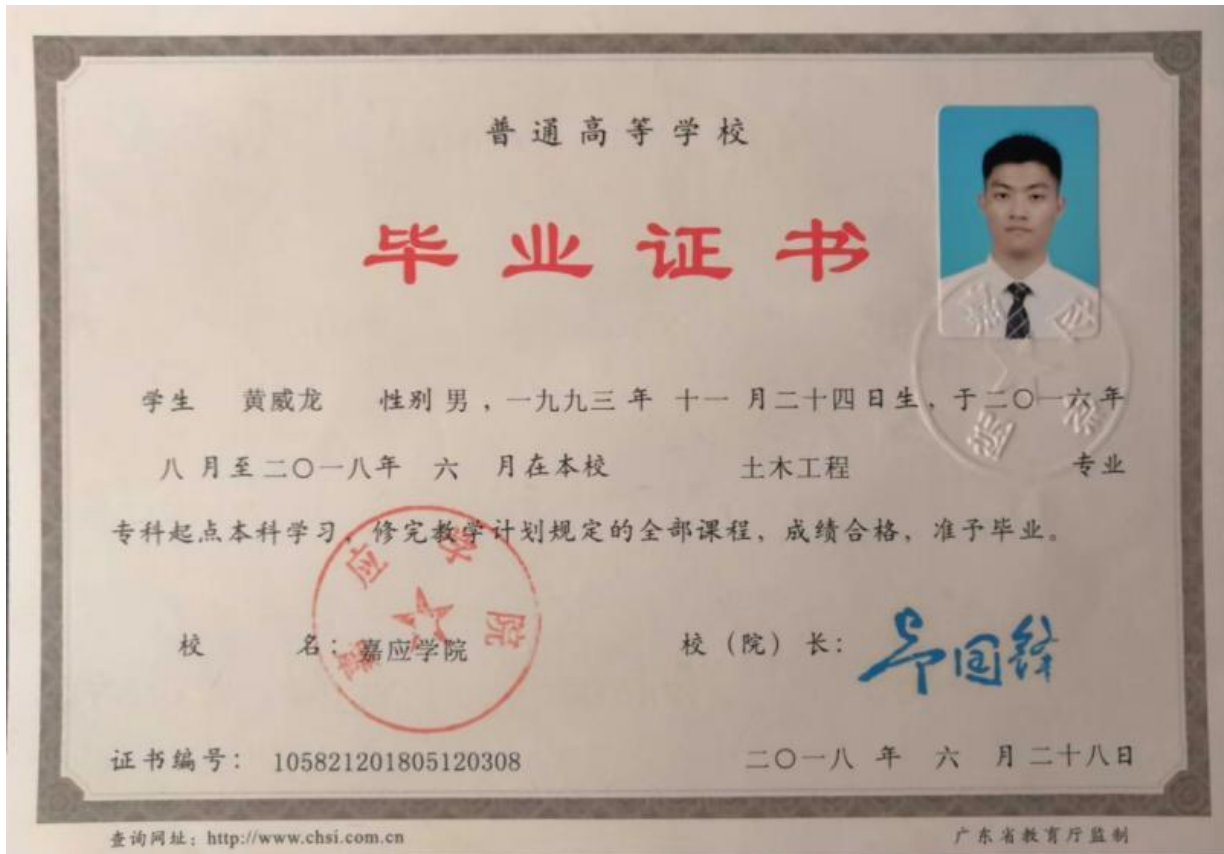 普通高等学校
毕业证书
学生 黄威龙 性别 男，一九九三 年 十一 月二十四日生，于二〇一六年
八 月至二〇一八年 六 月在本校 土木工程 专业
专科起点本科学习，修完教学计划规定的全部课程，成绩合格，准予毕业。
校 名：嘉应学院 校（院）长：
嘉应学院
证书编号： 105821201805120308 二〇一八 年 六 月二十八日
查询网址：http://www.chsi.com.cn 广东省教育厅监制